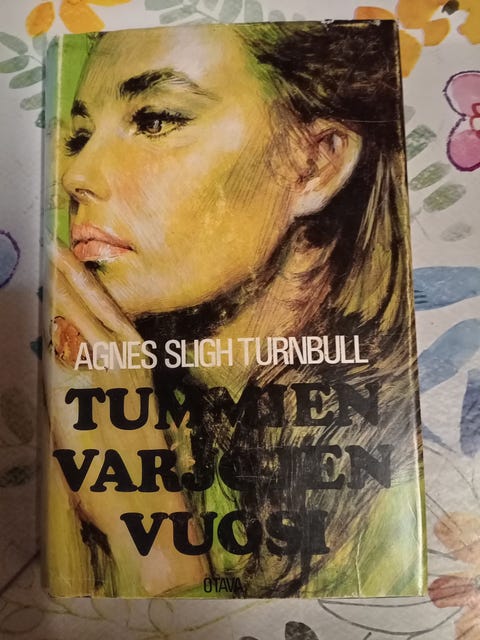 AGNES SLIGH TURNBULL
TUMMIEN
VARJOJEN
VUOSI
OTAVA